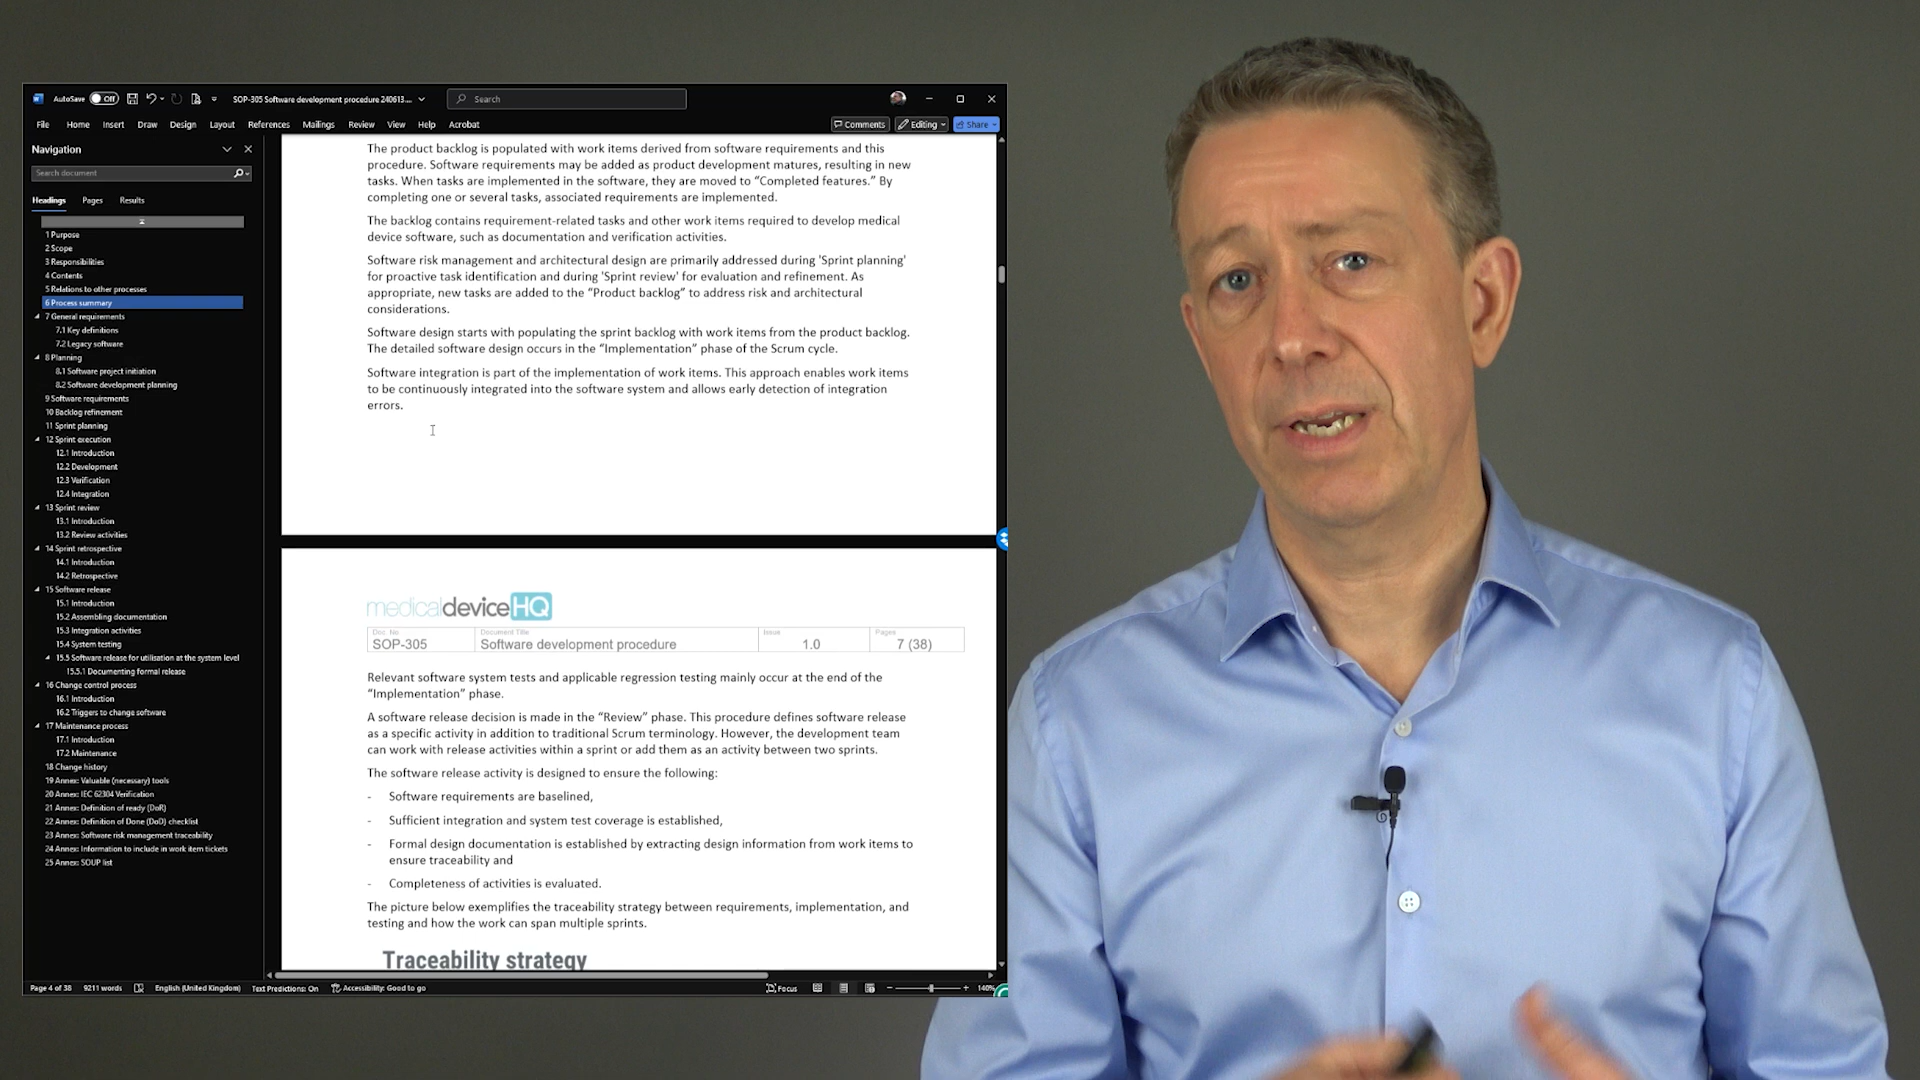 AutoSave Off SOP-305 Software development procedure 240613.... Search
File Home Insert Draw Design Layout References Mailings Review View Help Acrobat Comments Editing Share
Navigation
Search document
Headings Pages Results
1 Purpose
2 Scope
3 Responsibilities
4 Contents
5 Relations to other processes
6 Process summary
7 General requirements
7.1 Key definitions
7.2 Legacy software
8 Planning
8.1 Software project initiation
8.2 Software development planning
9 Software requirements
10 Backlog refinement
11 Sprint planning
12 Sprint execution
12.1 Introduction
12.2 Development
12.3 Verification
12.4 Integration
13 Sprint review
13.1 Introduction
13.2 Review activities
14 Sprint retrospective
14.1 Introduction
14.2 Retrospective
15 Software release
15.1 Introduction
15.2 Assembling documentation
15.3 Integration activities
15.4 System testing
15.5 Software release for utilisation at the system level
15.5.1 Documenting formal release
16 Change control process
16.1 Introduction
16.2 Triggers to change software
17 Maintenance process
17.1 Introduction
17.2 Maintenance
18 Change history
19 Annex: Valuable (necessary) tools
20 Annex: IEC 62304 Verification
21 Annex: Definition of ready (DoR)
22 Annex: Definition of Done (DoD) checklist
23 Annex: Software risk management traceability
24 Annex: Information to include in work item tickets
25 Annex: SOUP list
The product backlog is populated with work items derived from software requirements and this
procedure. Software requirements may be added as product development matures, resulting in new
tasks. When tasks are implemented in the software, they are moved to “Completed features.” By
completing one or several tasks, associated requirements are implemented.
The backlog contains requirement-related tasks and other work items required to develop medical
device software, such as documentation and verification activities.
Software risk management and architectural design are primarily addressed during 'Sprint planning'
for proactive task identification and during 'Sprint review' for evaluation and refinement. As
appropriate, new tasks are added to the “Product backlog” to address risk and architectural
considerations.
Software design starts with populating the sprint backlog with work items from the product backlog.
The detailed software design occurs in the “Implementation” phase of the Scrum cycle.
Software integration is part of the implementation of work items. This approach enables work items
to be continuously integrated into the software system and allows early detection of integration
errors.
medicaldeviceHQ
Doc. No Document Title Issue Pages
SOP-305 Software development procedure 1.0 7 (38)
Relevant software system tests and applicable regression testing mainly occur at the end of the
“Implementation” phase.
A software release decision is made in the “Review” phase. This procedure defines software release
as a specific activity in addition to traditional Scrum terminology. However, the development team
can work with release activities within a sprint or add them as an activity between two sprints.
The software release activity is designed to ensure the following:
- Software requirements are baselined,
- Sufficient integration and system test coverage is established,
- Formal design documentation is established by extracting design information from work items to
ensure traceability and
- Completeness of activities is evaluated.
The picture below exemplifies the traceability strategy between requirements, implementation, and
testing and how the work can span multiple sprints.
Traceability strategy
Page 4 of 38 9211 words English (United Kingdom) Text Predictions: On Accessibility: Good to go Focus 140%